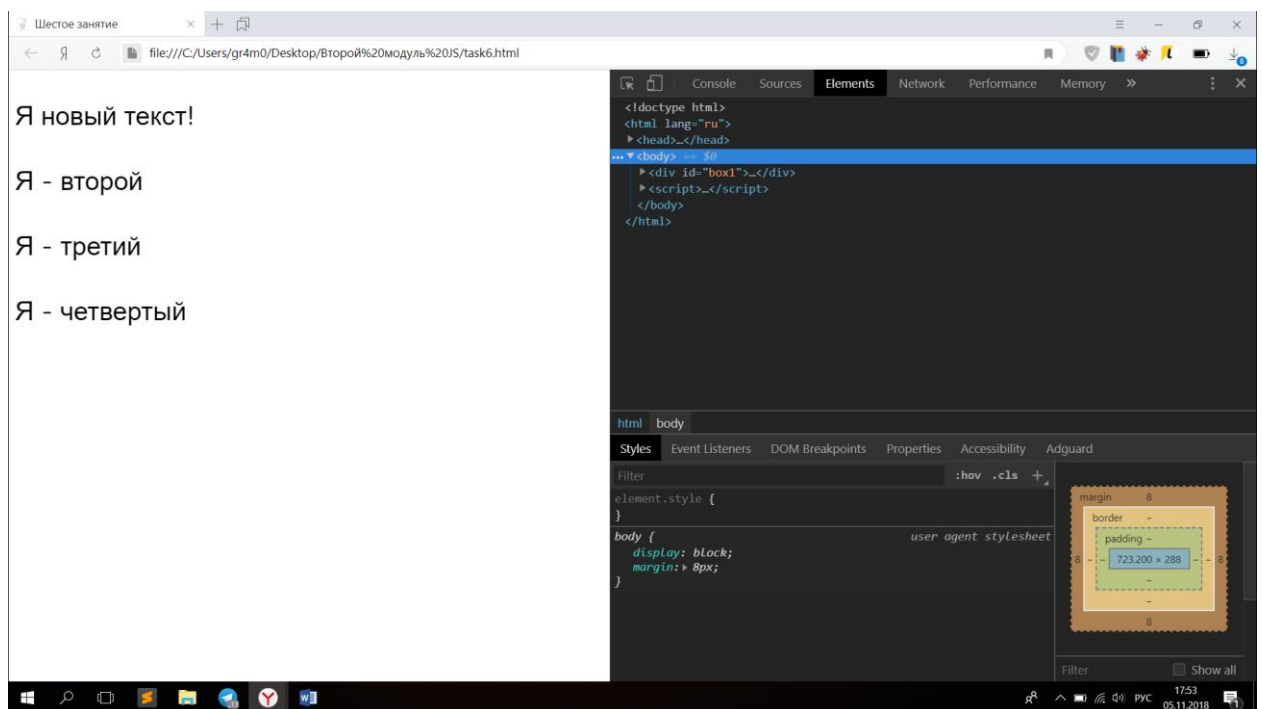 Шестое занятие
file:///C:/Users/gr4m0/Desktop/Второй%20модуль%20JS/task6.html
Я новый текст!
Я - второй
Я - третий
Я - четвертый
Console Sources Elements Network Performance Memory »
<!doctype html>
<html lang="ru">
<head>…</head>
<body> == $0
<div id="box1">…</div>
<script>…</script>
</body>
</html>
html body
Styles Event Listeners DOM Breakpoints Properties Accessibility Adguard
Filter :hov .cls +
element.style {
}
body { user agent stylesheet
display: block;
margin: 8px;
}
margin 8
border –
padding –
8 – – 723.200 × 288 – – 8
–
–
8
Filter Show all
РУС 17:53
05.11.2018